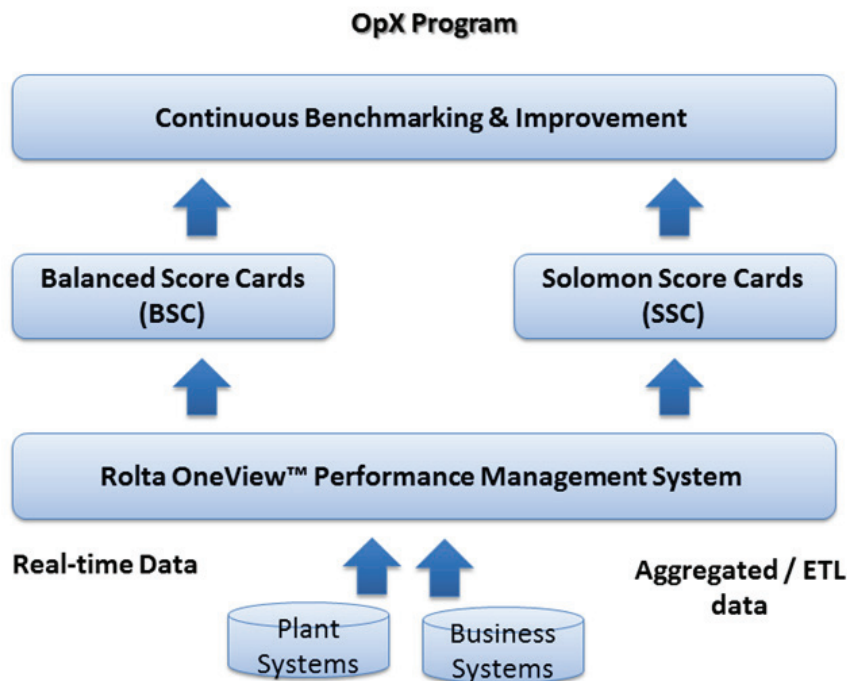 OpX Program
Continuous Benchmarking & Improvement
Balanced Score Cards
(BSC)
Solomon Score Cards
(SSC)
Rolta OneView™ Performance Management System
Real-time Data
Aggregated / ETL
data
Plant
Systems
Business
Systems